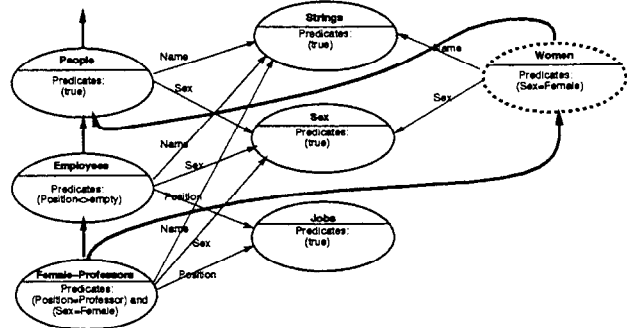 Strings
Predicates:
(true)
People
Predicates:
(true)
Name
Sex
Name
Women
Predicates:
(Sex=Female)
Sex
Sex
Predicates:
(true)
Name
Sex
Employees
Predicates:
(Position<>empty)
Position
Jobs
Predicates:
(true)
Name
Sex
Position
Female-Professors
Predicates:
(Position=Professor) and
(Sex=Female)